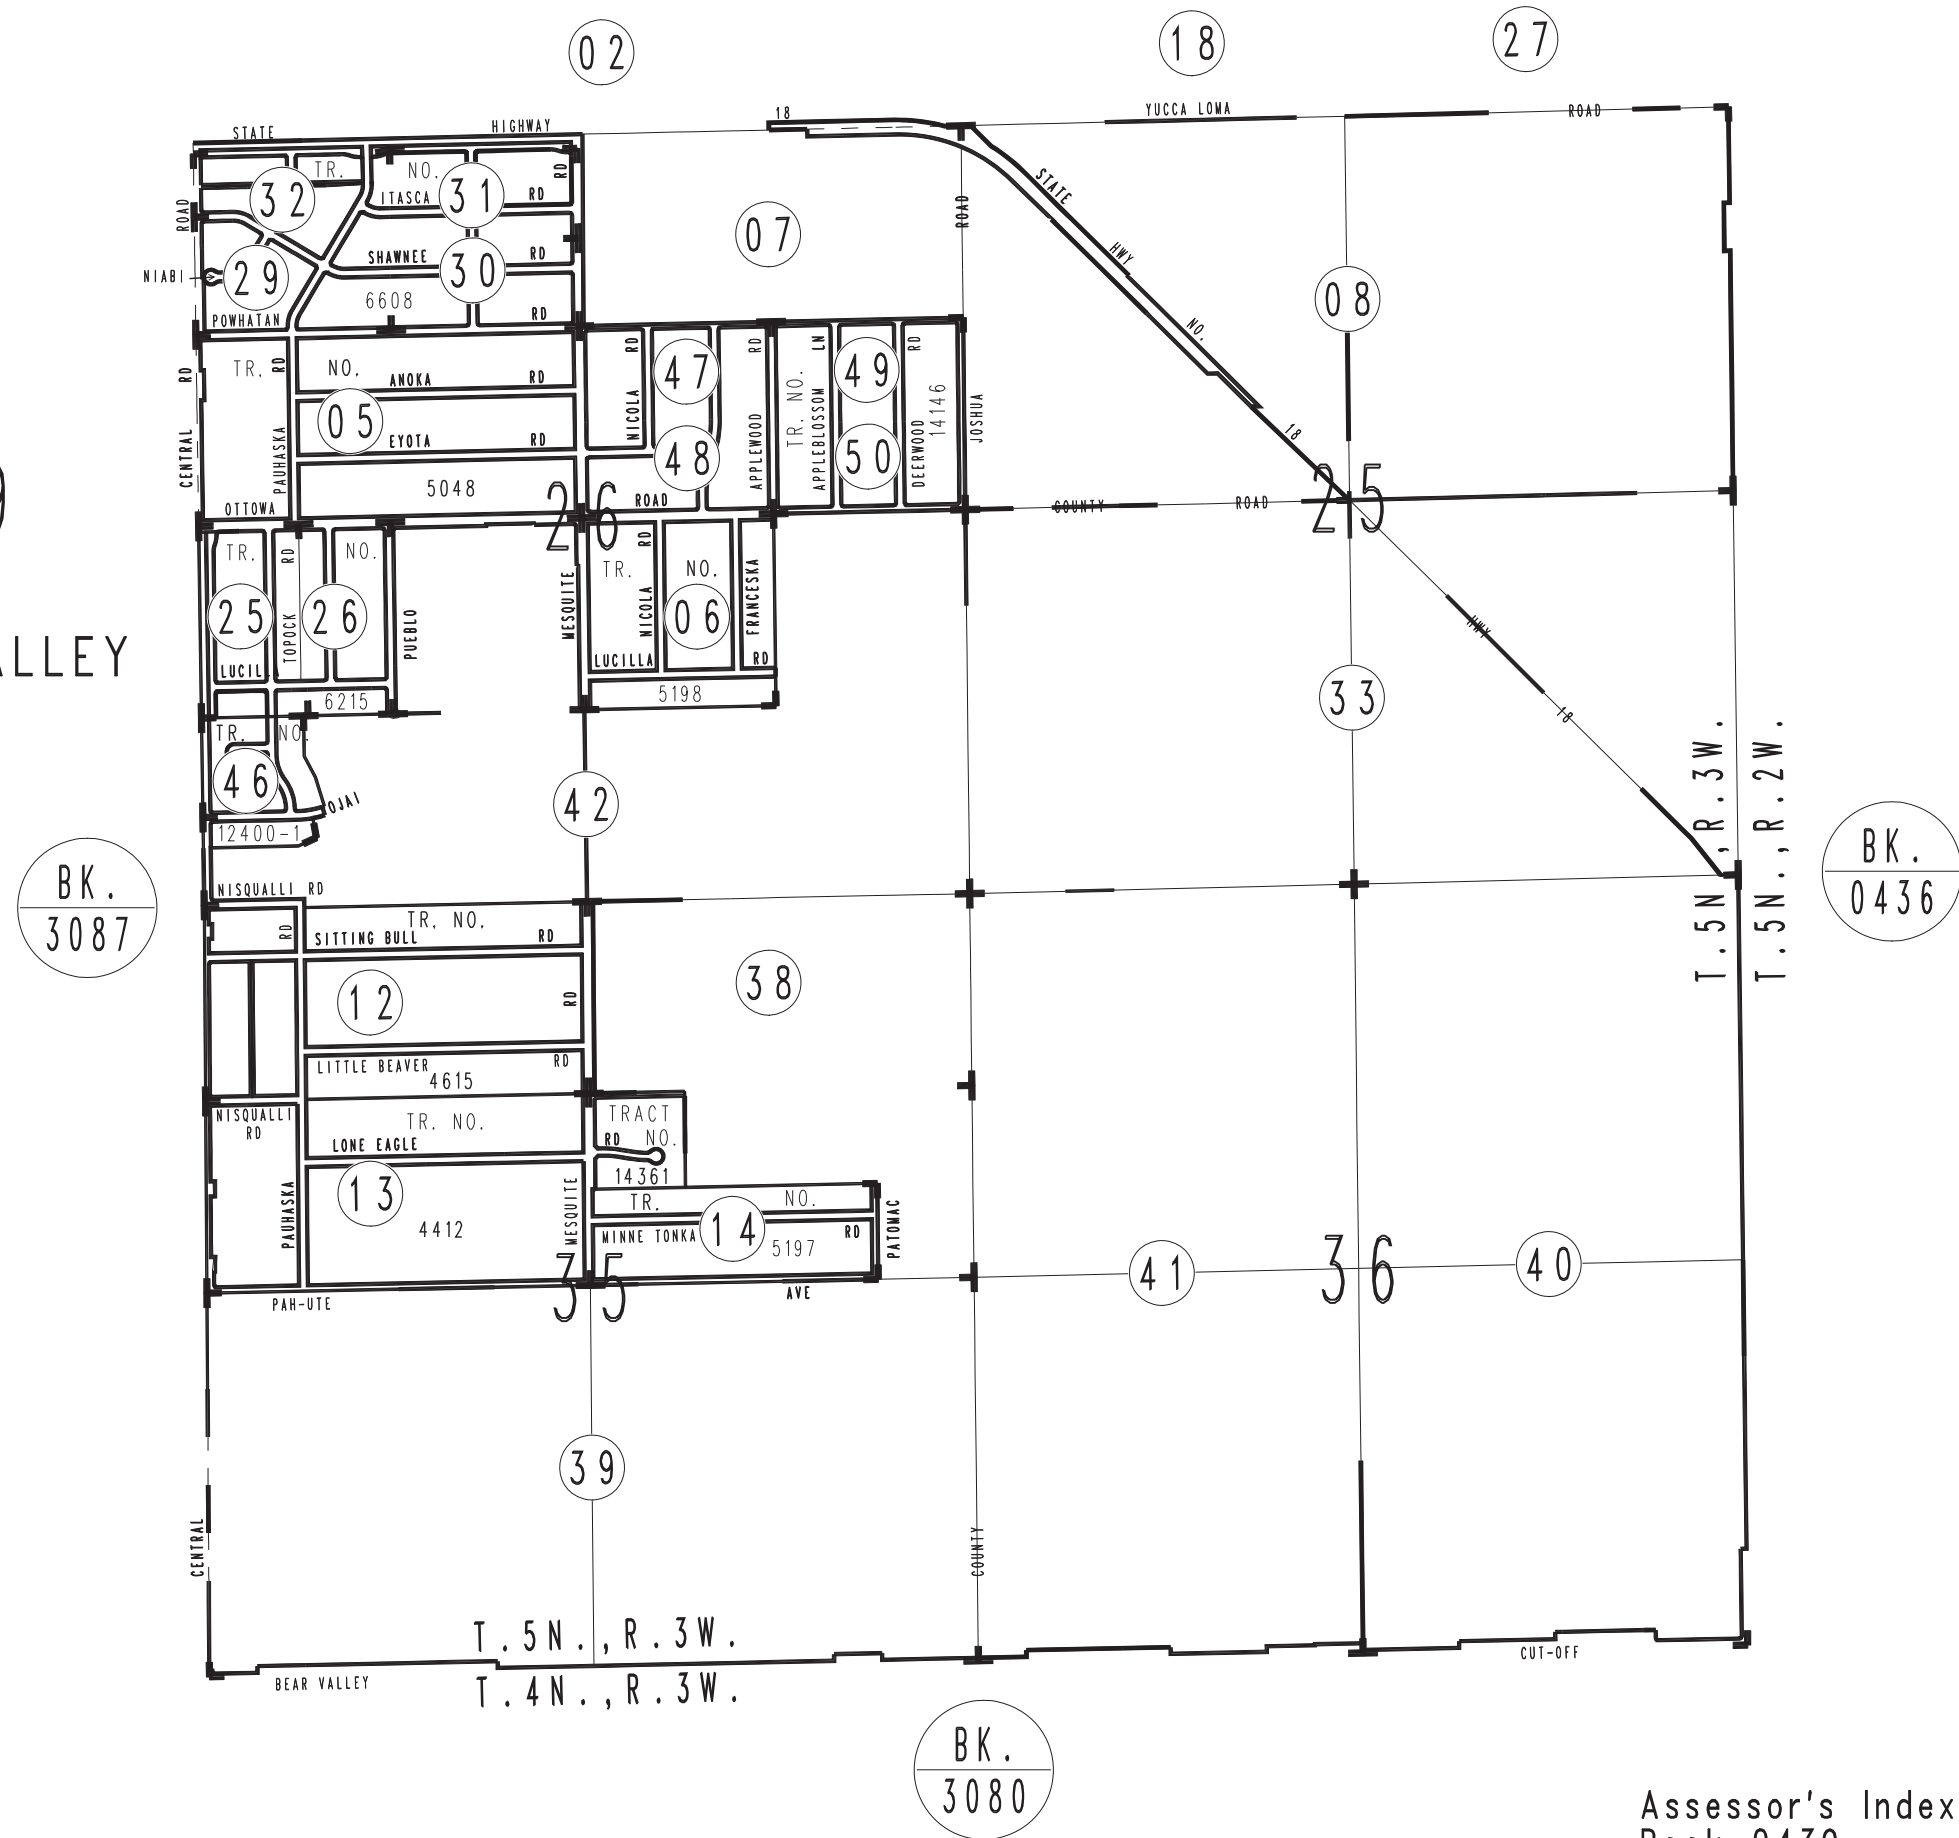 02
18
27
STATE
HIGHWAY
18
YUCCA LOMA
ROAD
TR.
NO.
RD
32
31
ITASCA
RD
ROAD
STATE
ROAD
07
HWY
SHAWNEE
RD
NIABI
29
30
08
6608
POWHATAN
RD
NO.
TR.
RD
NO.
RD
RD
LN
RD
47
49
RD
ANOKA
RD
TR. NO.
14146
05
NICOLA
APPLEWOOD
APPLEBLOSSOM
DEERWOOD
JOSHUA
CENTRAL
PAUHASKA
EYOTA
RD
48
50
18
5048
26
25
OTTOWA
ROAD
COUNTY
ROAD
TR.
RD
NO.
RD
TR.
NO.
MESQUITE
FRANCESKA
25
TOPOCK
26
PUEBLO
NICOLA
06
ALLEY
HWY
LUCIL
LUCILLA
RD
6215
5198
33
18
TR.
NO.
46
OJAI
42
12400-1
T.5N.,R.3W.
T.5N.,R.2W.
BK.
0436
BK.
3087
NISQUALLI RD
TR. NO.
RD
SITTING BULL
RD
12
RD
38
LITTLE BEAVER
RD
4615
NISQUALLI
RD
TR. NO.
TRACT
NO.
RD
LONE EAGLE
14361
13
PAUHASKA
MESQUITE
TR.
NO.
14
PATOMAC
4412
MINNE TONKA
RD
5197
35
41
36
40
PAH-UTE
AVE
39
CENTRAL
COUNTY
T.5N.,R.3W.
CUT-OFF
BEAR VALLEY
T.4N.,R.3W.
BK.
3080
Assessor's Index